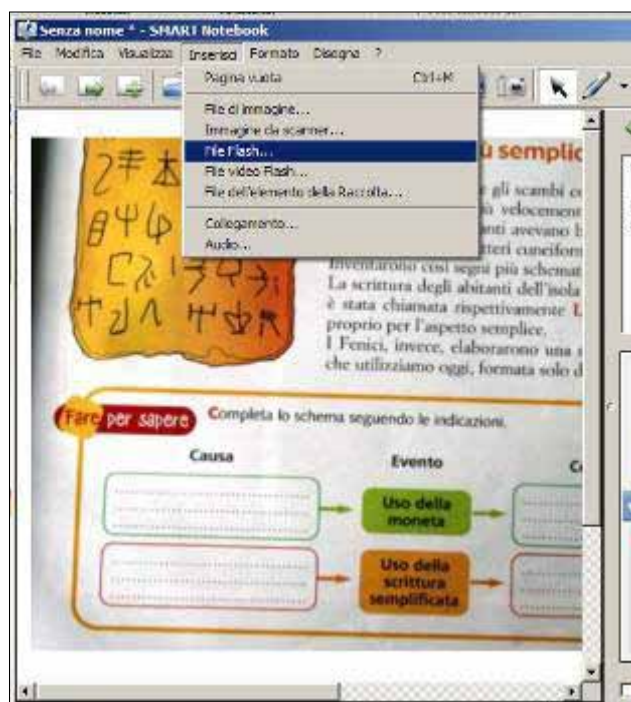 Senza nome * - SMART Notebook
File Modifica Visualizza Inserisci Formato Disegna ?
Pagina vuota Ctrl+M
File di immagine...
Immagine da scanner...
File Flash...
File video Flash...
File dell'elemento della Raccolta...
Collegamento...
Audio...
ù semplic
e gli scambi co
velocemen
anti avevano
tteri cuneiform
Inventarono così segni più schemat
La scrittura degli abitanti dell'isola
è stata chiamata rispettivamente L
proprio per l'aspetto semplice.
I Fenici, invece, elaborarono una
che utilizziamo oggi, formata solo d
Fare per sapere Completa lo schema seguendo le indicazioni.
Causa Evento
Uso della
moneta
Uso della
scrittura
semplificata